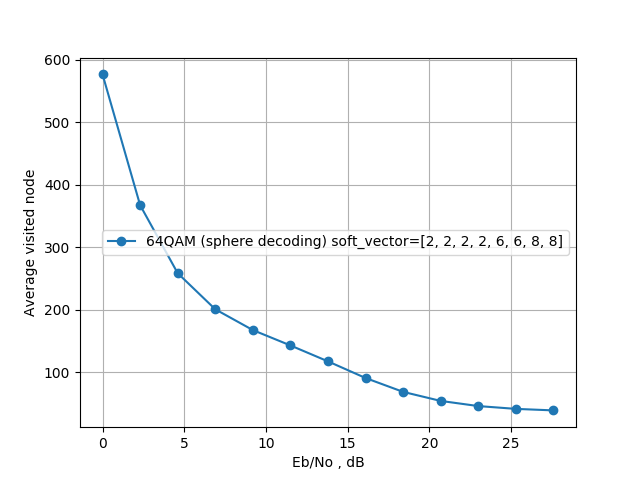 600
500
400
300
200
100
Average visited node
64QAM (sphere decoding) soft_vector=[2, 2, 2, 2, 6, 6, 8, 8]
0 5 10 15 20 25
Eb/No , dB